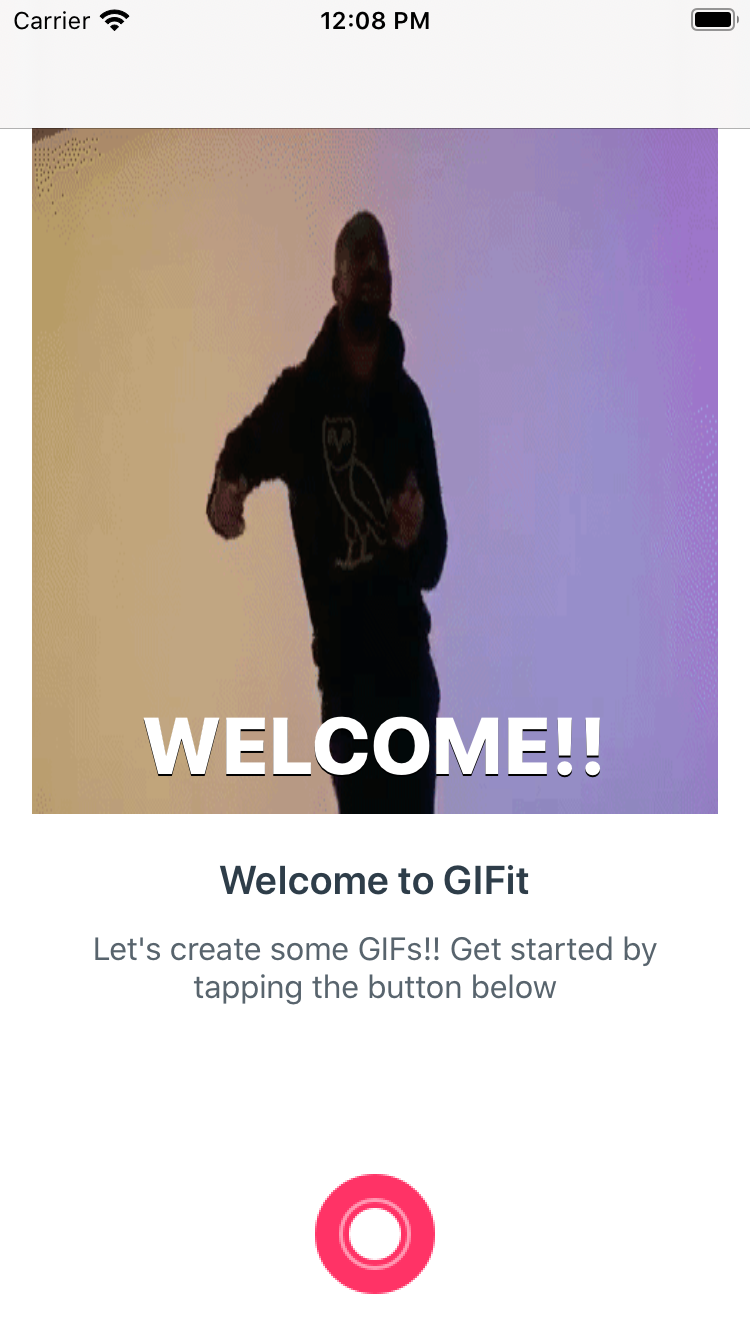 Carrier 12:08 PM
WELCOME!!
Welcome to GIFit
Let's create some GIFs!! Get started by
tapping the button below